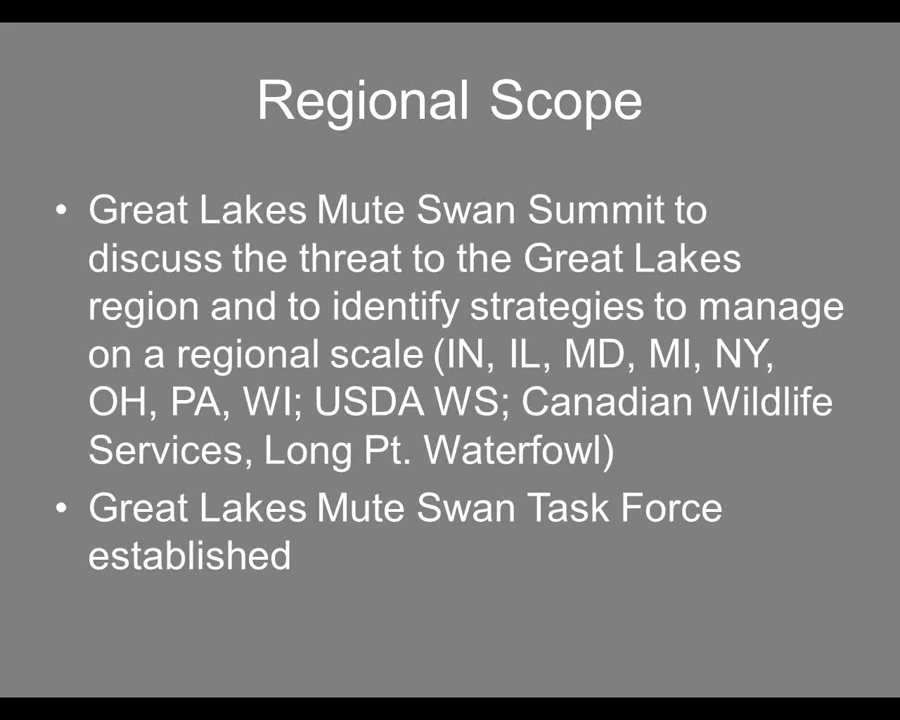 Regional Scope
• Great Lakes Mute Swan Summit to
discuss the threat to the Great Lakes
region and to identify strategies to manage
on a regional scale (IN, IL, MD, MI, NY,
OH, PA, WI; USDA WS; Canadian Wildlife
Services, Long Pt. Waterfowl)
• Great Lakes Mute Swan Task Force
established